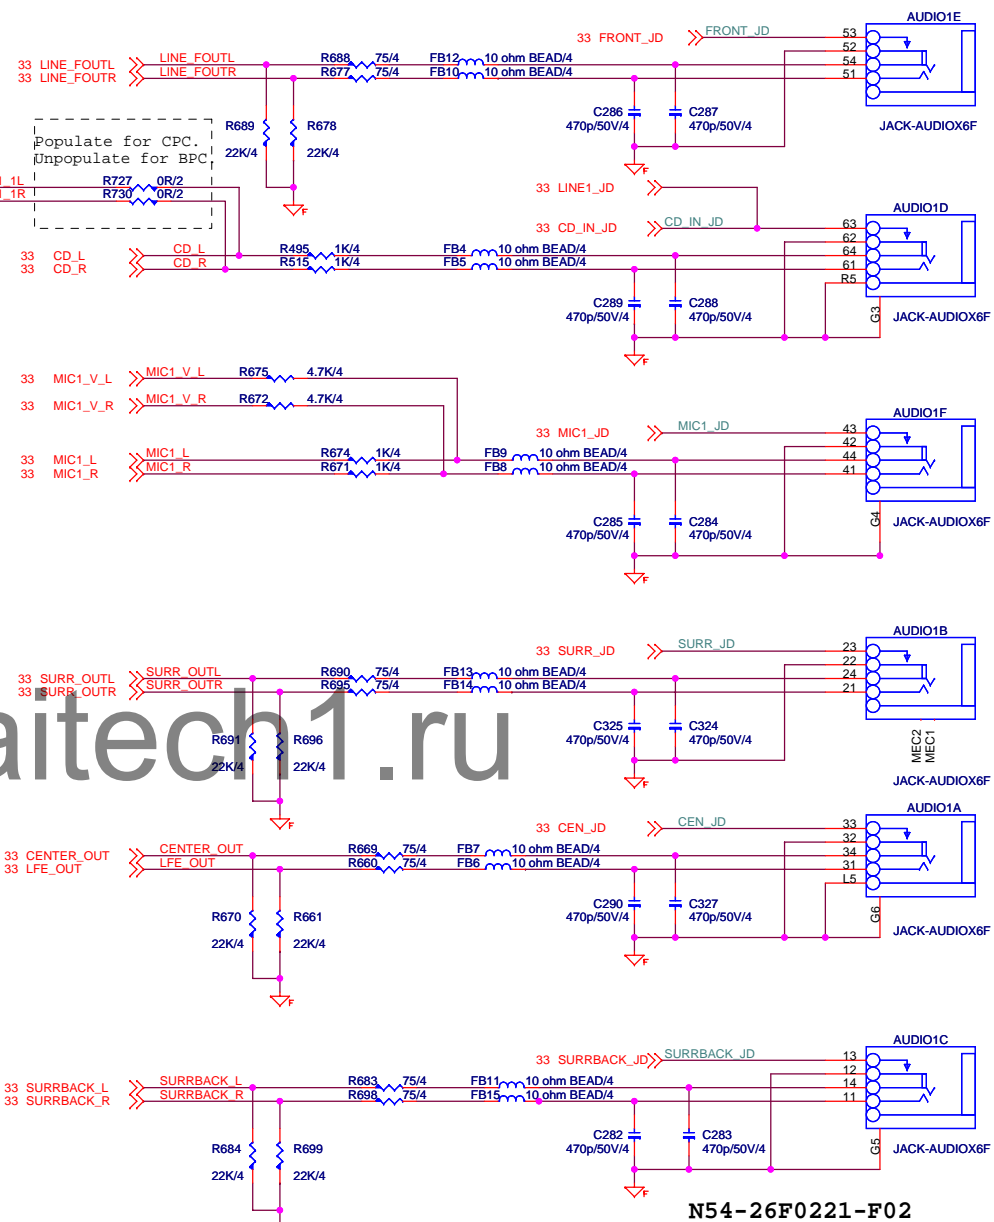 AUDIO1E
33 FRONT_JD FRONT_JD 53
52
33 LINE_FOUTL LINE_FOUTL R688 75/4 FB12 10 ohm BEAD/4 54
33 LINE_FOUTR LINE_FOUTR R677 75/4 FB10 10 ohm BEAD/4 51
C286 C287
470p/50V/4 470p/50V/4
JACK-AUDIOX6F
R689 R678
22K/4 22K/4
F
F
Populate for CPC.
Unpopulate for BPC.
_1L R727 0R/2
_1R R730 0R/2
33 LINE1_JD
AUDIO1D
33 CD_IN_JD CD_IN_JD 63
62
33 CD_L CD_L R495 1K/4 FB4 10 ohm BEAD/4 64
33 CD_R CD_R R515 1K/4 FB5 10 ohm BEAD/4 61
R5
C289 C288
470p/50V/4 470p/50V/4
G3
JACK-AUDIOX6F
F
33 MIC1_V_L MIC1_V_L R675 4.7K/4
33 MIC1_V_R MIC1_V_R R672 4.7K/4
AUDIO1F
33 MIC1_JD MIC1_JD 43
42
33 MIC1_L MIC1_L R674 1K/4 FB9 10 ohm BEAD/4 44
33 MIC1_R MIC1_R R671 1K/4 FB8 10 ohm BEAD/4 41
C285 C284
470p/50V/4 470p/50V/4
G4
JACK-AUDIOX6F
F
AUDIO1B
33 SURR_JD SURR_JD 23
22
33 SURR_OUTL SURR_OUTL R690 75/4 FB13 10 ohm BEAD/4 24
33 SURR_OUTR SURR_OUTR R695 75/4 FB14 10 ohm BEAD/4 21
aitech1.ru
C325 C324
470p/50V/4 470p/50V/4
R691 R696
22K/4 22K/4
MEC2
MEC1
JACK-AUDIOX6F
F
F
AUDIO1A
33 CEN_JD CEN_JD 33
32
33 CENTER_OUT CENTER_OUT R669 75/4 FB7 10 ohm BEAD/4 34
33 LFE_OUT LFE_OUT R660 75/4 FB6 10 ohm BEAD/4 31
L5
C290 C327
470p/50V/4 470p/50V/4
R670 R661
22K/4 22K/4
G6
JACK-AUDIOX6F
F
F
AUDIO1C
33 SURRBACK_JD SURRBACK_JD 13
12
33 SURRBACK_L SURRBACK_L R683 75/4 FB11 10 ohm BEAD/4 14
33 SURRBACK_R SURRBACK_R R698 75/4 FB15 10 ohm BEAD/4 11
C282 C283
470p/50V/4 470p/50V/4
R684 R699
22K/4 22K/4
G5
JACK-AUDIOX6F
F
N54-26F0221-F02